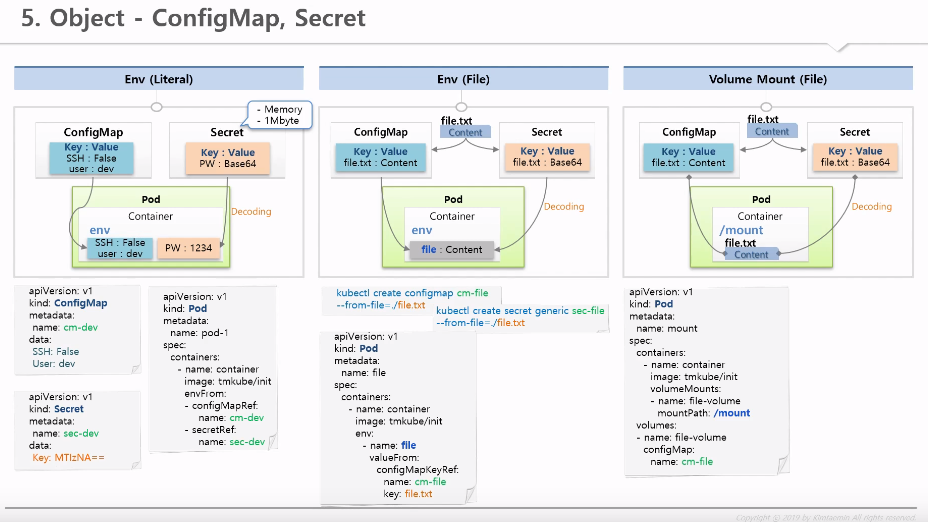 5. Object - ConfigMap, Secret
Env (Literal)
- Memory
- 1Mbyte
ConfigMap
Key : Value
SSH : False
user : dev
Secret
Key : Value
PW : Base64
Decoding
Pod
Container
env
SSH : False
user : dev
PW : 1234
apiVersion: v1
kind: ConfigMap
metadata:
name: cm-dev
data:
SSH: False
User: dev
apiVersion: v1
kind: Secret
metadata:
name: sec-dev
data:
Key: MTIzNA==
apiVersion: v1
kind: Pod
metadata:
name: pod-1
spec:
containers:
- name: container
image: tmkube/init
envFrom:
- configMapRef:
name: cm-dev
- secretRef:
name: sec-dev
Env (File)
file.txt
Content
ConfigMap
Key : Value
file.txt : Content
Secret
Key : Value
file.txt : Base64
Decoding
Pod
Container
env
file : Content
kubectl create configmap cm-file
--from-file=./file.txt
kubectl create secret generic sec-file
--from-file=./file.txt
apiVersion: v1
kind: Pod
metadata:
name: file
spec:
containers:
- name: container
image: tmkube/init
env:
- name: file
valueFrom:
configMapKeyRef:
name: cm-file
key: file.txt
Volume Mount (File)
file.txt
Content
ConfigMap
Key : Value
file.txt : Content
Secret
Key : Value
file.txt : Base64
Decoding
Pod
Container
/mount
file.txt
Content
apiVersion: v1
kind: Pod
metadata:
name: mount
spec:
containers:
- name: container
image: tmkube/init
volumeMounts:
- name: file-volume
mountPath: /mount
volumes:
- name: file-volume
configMap:
name: cm-file
Copyright ⓒ 2019 by Kimtaemin All rights reserved.